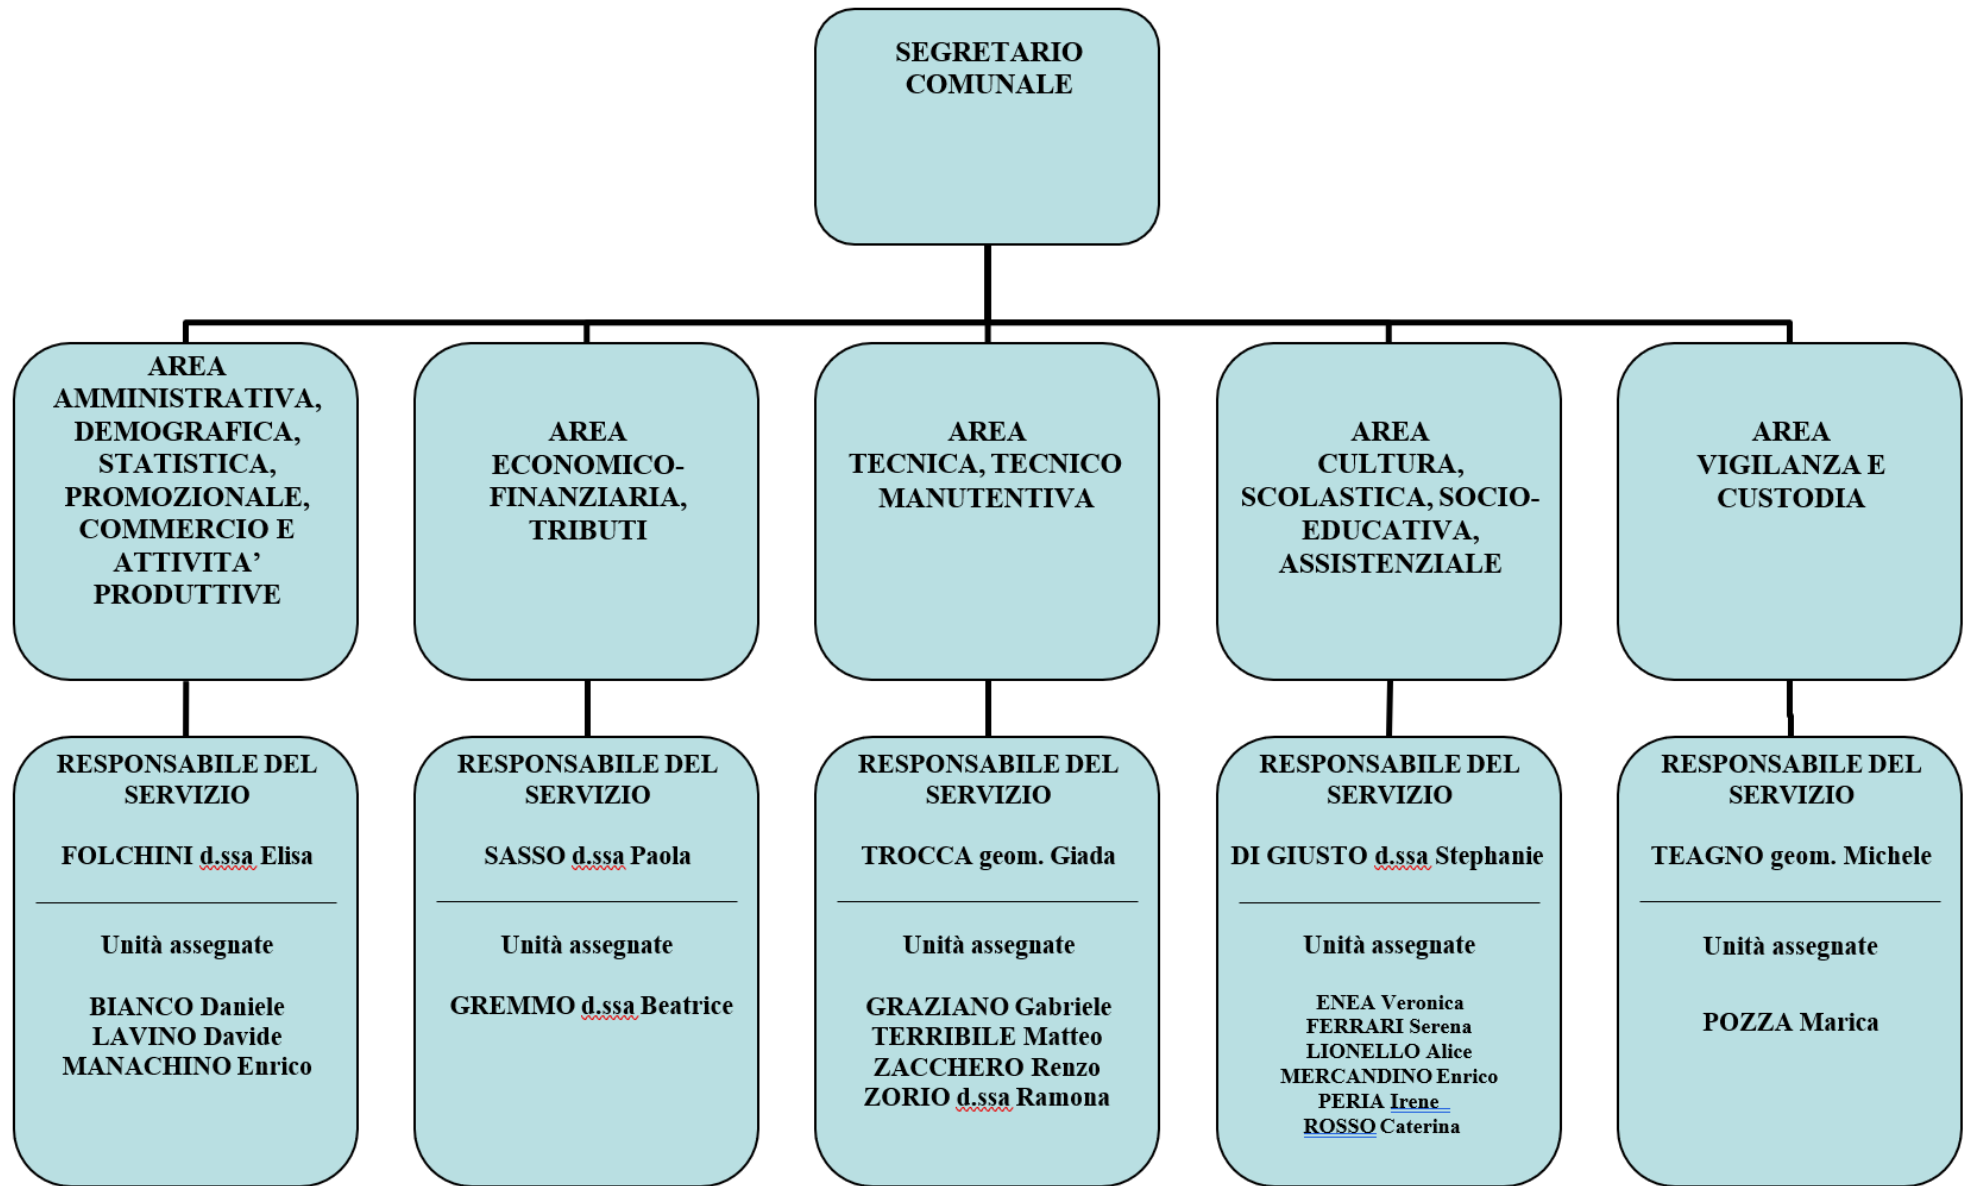 SEGRETARIO
COMUNALE
AREA
AMMINISTRATIVA,
DEMOGRAFICA,
STATISTICA,
PROMOZIONALE,
COMMERCIO E
ATTIVITA’
PRODUTTIVE
AREA
ECONOMICO-
FINANZIARIA,
TRIBUTI
AREA
TECNICA, TECNICO
MANUTENTIVA
AREA
CULTURA,
SCOLASTICA, SOCIO-
EDUCATIVA,
ASSISTENZIALE
AREA
VIGILANZA E
CUSTODIA
RESPONSABILE DEL
SERVIZIO
FOLCHINI d.ssa Elisa
Unità assegnate
BIANCO Daniele
LAVINO Davide
MANACHINO Enrico
RESPONSABILE DEL
SERVIZIO
SASSO d.ssa Paola
Unità assegnate
GREMMO d.ssa Beatrice
RESPONSABILE DEL
SERVIZIO
TROCCA geom. Giada
Unità assegnate
GRAZIANO Gabriele
TERRIBILE Matteo
ZACCHERO Renzo
ZORIO d.ssa Ramona
RESPONSABILE DEL
SERVIZIO
DI GIUSTO d.ssa Stephanie
Unità assegnate
ENEA Veronica
FERRARI Serena
LIONELLO Alice
MERCANDINO Enrico
PERIA Irene
ROSSO Caterina
RESPONSABILE DEL
SERVIZIO
TEAGNO geom. Michele
Unità assegnate
POZZA Marica